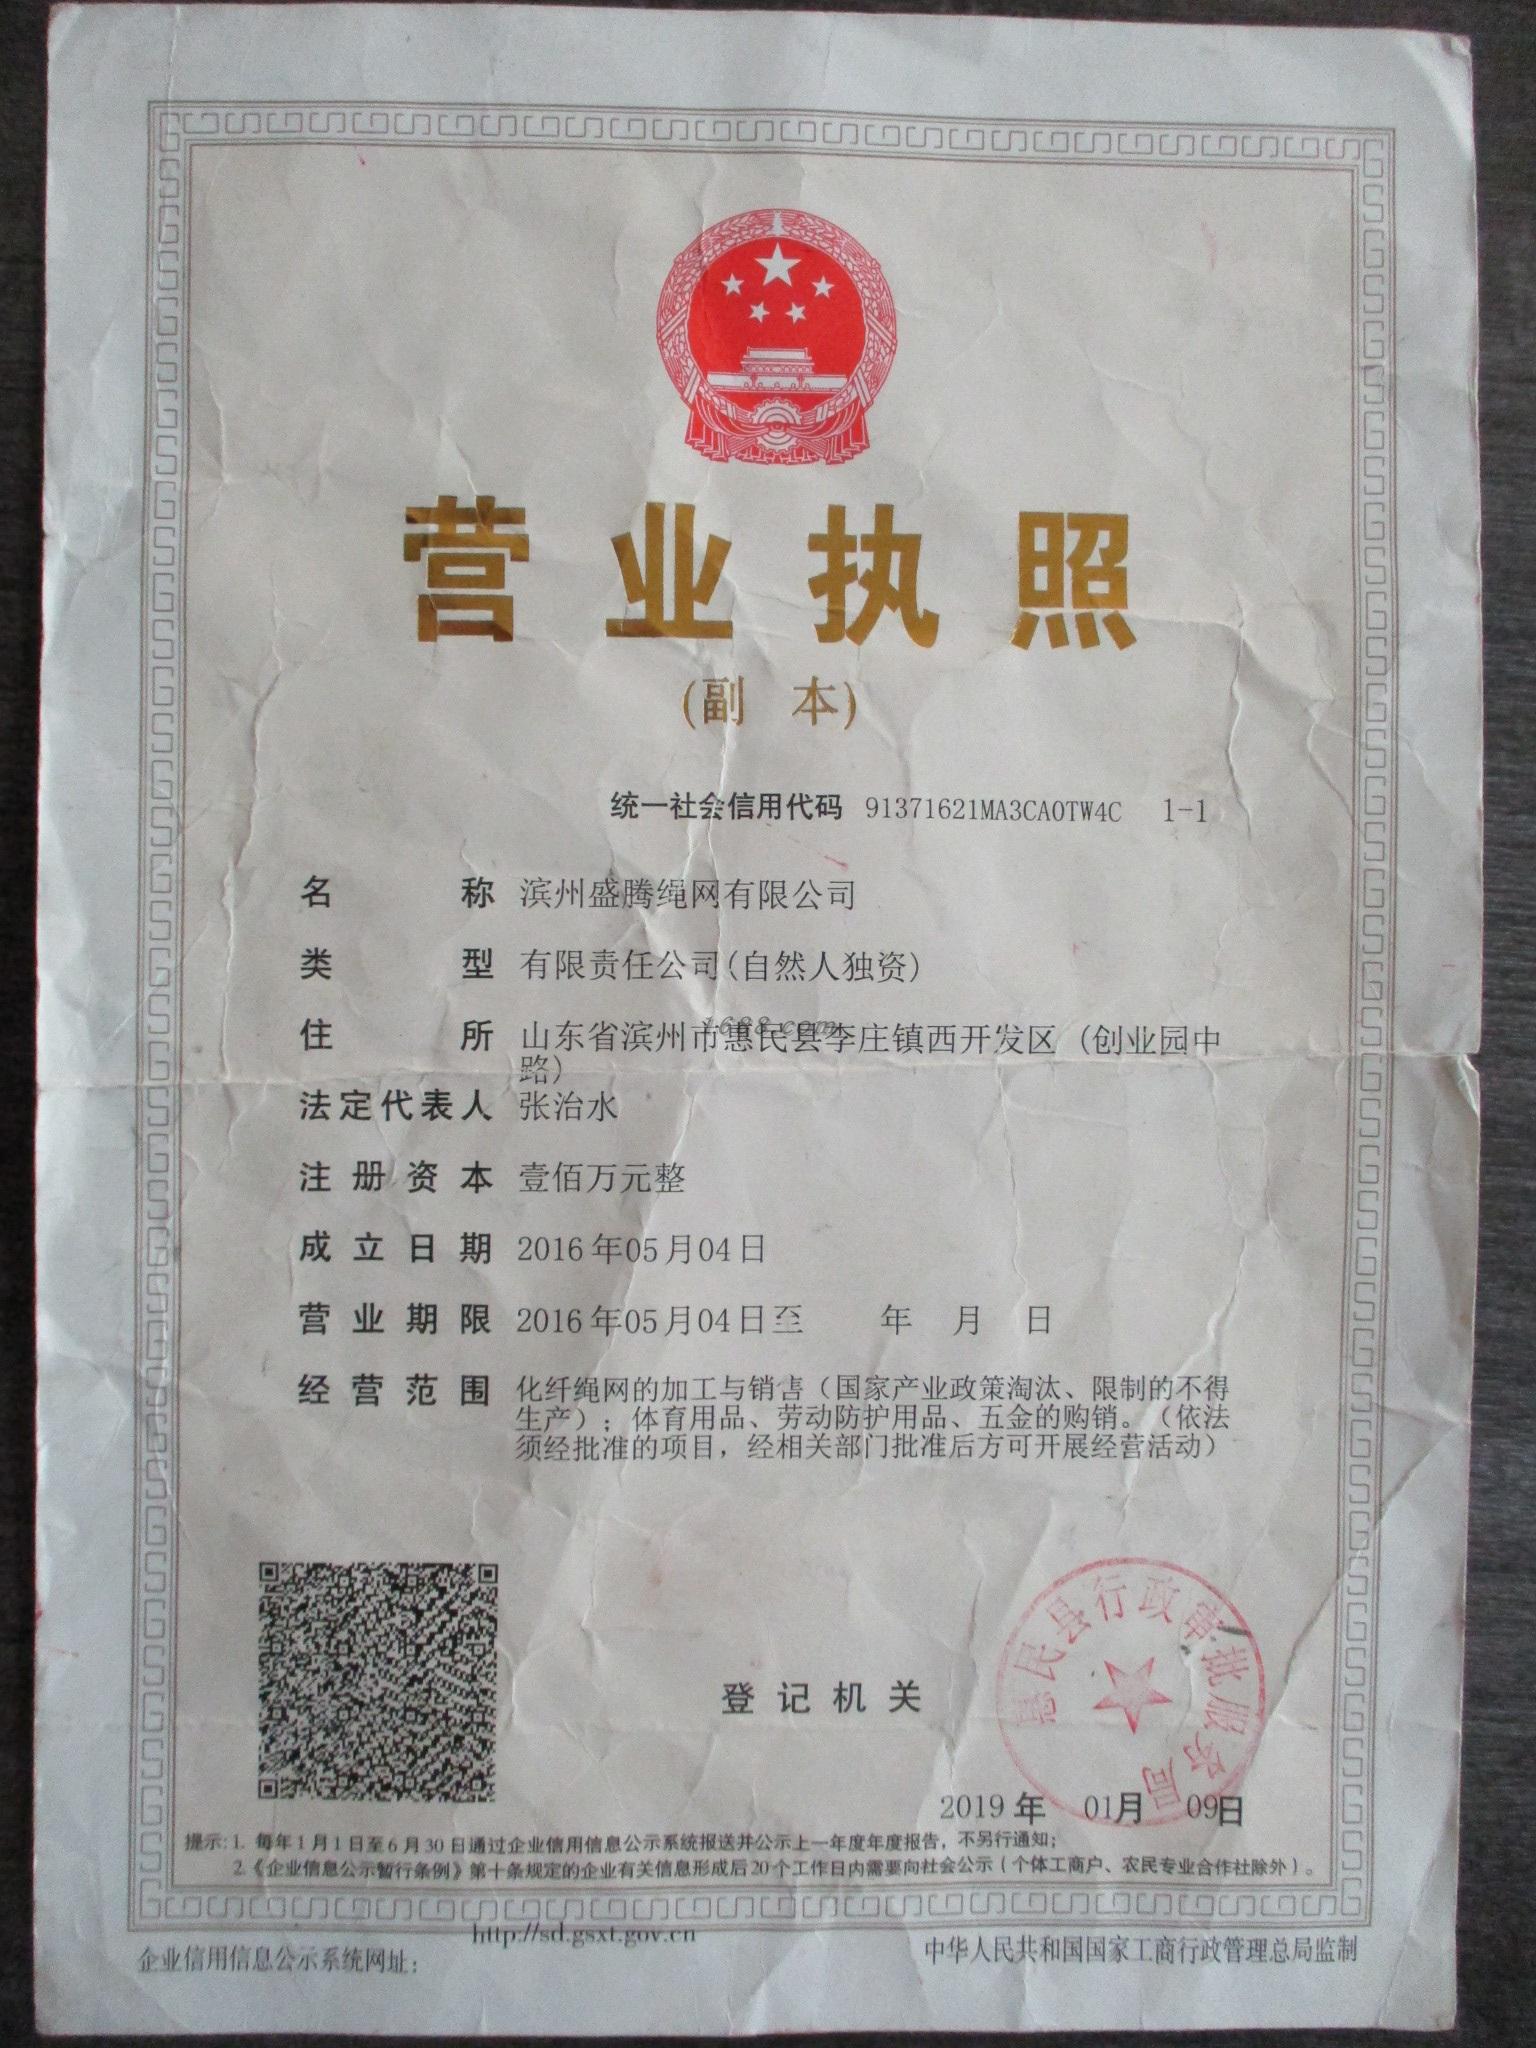 营业执照
(副 本)
统一社会信用代码 91371621MA3CA0TW4C 1-1
名 称 滨州盛腾绳网有限公司
类 型 有限责任公司(自然人独资)
1688.com
住 所 山东省滨州市惠民县李庄镇西开发区 (创业园中
路)
法定代表人 张治水
注册资本 壹佰万元整
成立日期 2016年05月04日
营业期限 2016年05月04日至 年 月 日
经营范围 化纤绳网的加工与销售（国家产业政策淘汰、限制的不得
生产）；体育用品、劳动防护用品、五金的购销。（依法
须经批准的项目，经相关部门批准后方可开展经营活动）
惠民县行政审批服务局
登记机关
2019年 01月 09日
提示：1. 每年1月1日至6月30日通过企业信用信息公示系统报送并公示上一年度年度报告，不另行通知；
2.《企业信息公示暂行条例》第十条规定的企业有关信息形成后20个工作日内需要向社会公示（个体工商户、农民专业合作社除外）。
http://sd.gsxt.gov.cn
企业信用信息公示系统网址：
中华人民共和国国家工商行政管理总局监制